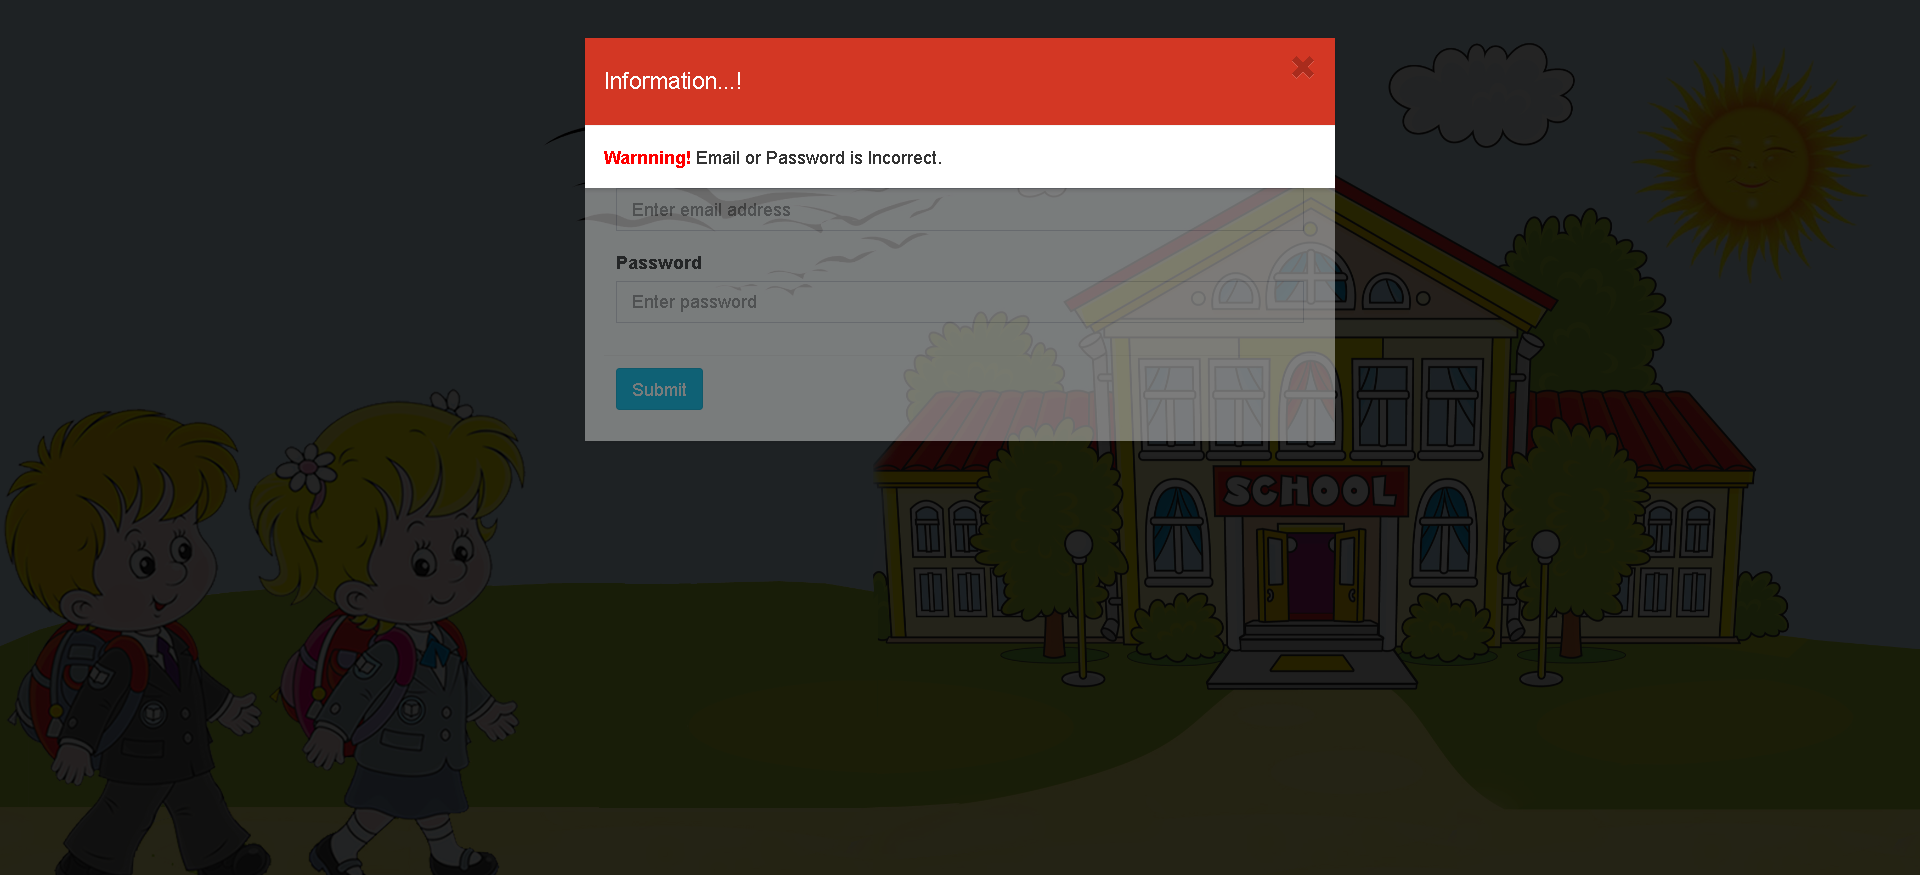 Information...!
Warnning! Email or Password is Incorrect.
Enter email address
Password
Enter password
Submit
SCHOOL